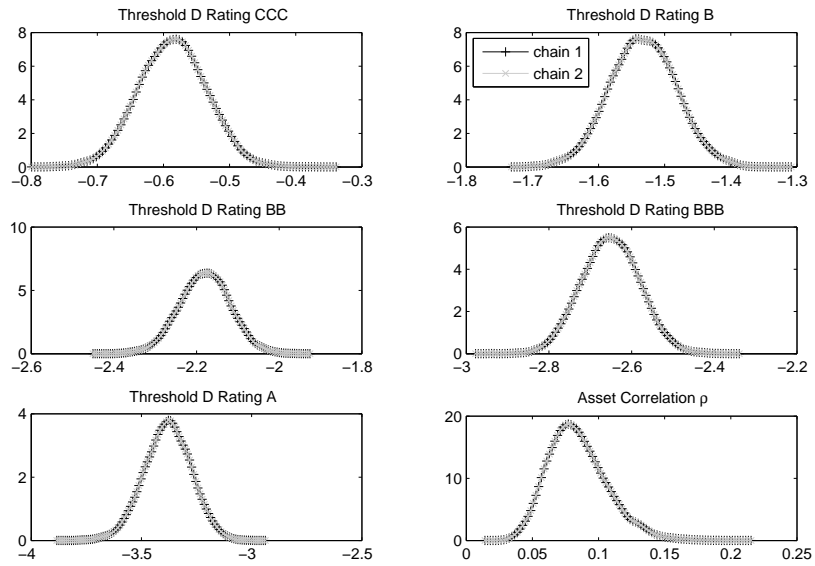 Threshold D Rating CCC
8
6
4
2
0
−0.8 −0.7 −0.6 −0.5 −0.4 −0.3
Threshold D Rating B
8
6
4
2
0
−1.8 −1.7 −1.6 −1.5 −1.4 −1.3
chain 1
chain 2
Threshold D Rating BB
10
5
0
−2.6 −2.4 −2.2 −2 −1.8
Threshold D Rating BBB
6
4
2
0
−3 −2.8 −2.6 −2.4 −2.2
Threshold D Rating A
4
2
0
−4 −3.5 −3 −2.5
Asset Correlation ρ
20
10
0
0 0.05 0.1 0.15 0.2 0.25